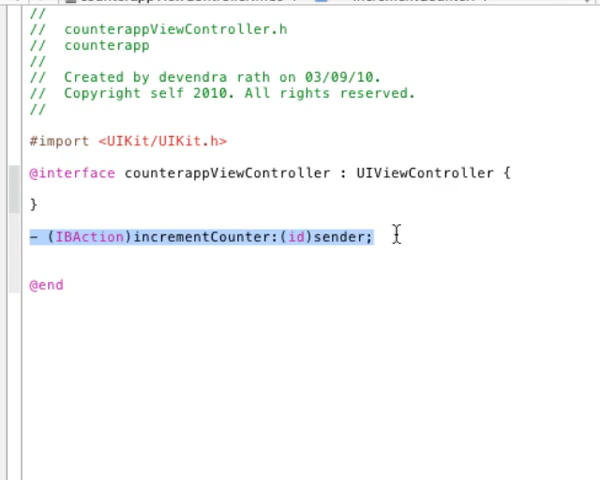 //
//  counterappViewController.h
//  counterapp
//
//  Created by devendra rath on 03/09/10.
//  Copyright self 2010. All rights reserved.
//
#import <UIKit/UIKit.h>
@interface counterappViewController : UIViewController {
}
- (IBAction)incrementCounter:(id)sender;
@end